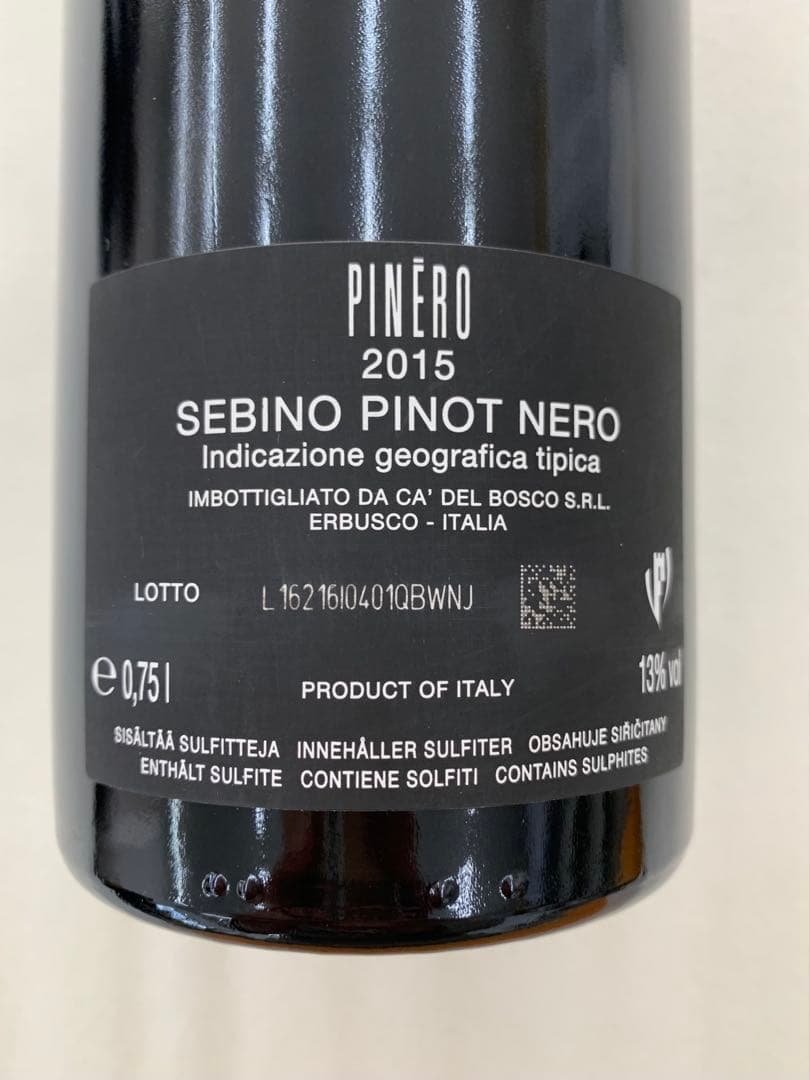 PINĒRO
2015
SEBINO PINOT NERO
Indicazione geografica tipica
IMBOTTIGLIATO DA CA' DEL BOSCO S.R.L.
ERBUSCO - ITALIA
LOTTO L16216I0401QBWNJ
℮ 0,75 l PRODUCT OF ITALY 13% vol
SISÄLTÄÄ SULFITTEJA INNEHÅLLER SULFITER OBSAHUJE SIŘIČITANY
ENTHÄLT SULFITE CONTIENE SOLFITI CONTAINS SULPHITES